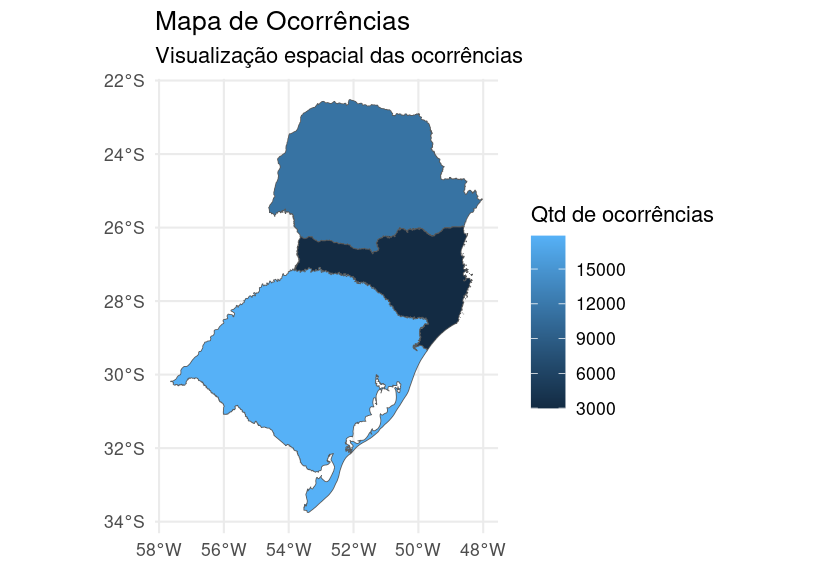 Mapa de Ocorrências
Visualização espacial das ocorrências
22°S
24°S
26°S
28°S
30°S
32°S
34°S
58°W 56°W 54°W 52°W 50°W 48°W
Qtd de ocorrências
15000
12000
9000
6000
3000